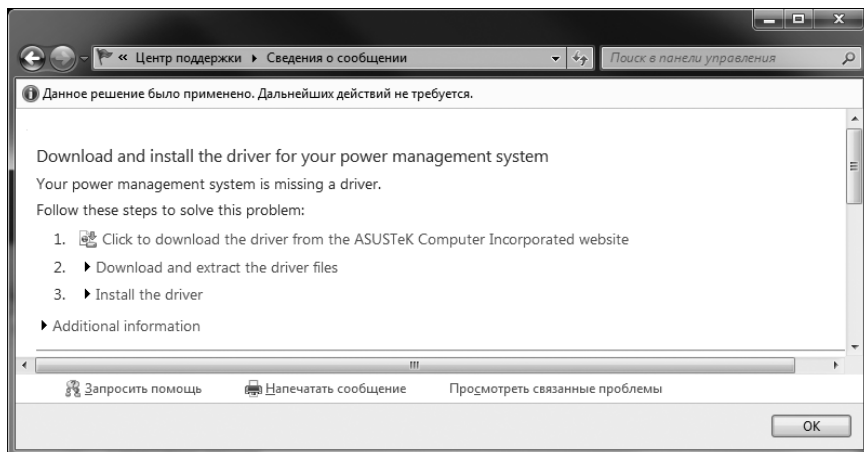 « Центр поддержки Сведения о сообщении Поиск в панели управления
Данное решение было применено. Дальнейших действий не требуется.
Download and install the driver for your power management system
Your power management system is missing a driver.
Follow these steps to solve this problem:
1. Click to download the driver from the ASUSTeK Computer Incorporated website
2. Download and extract the driver files
3. Install the driver
Additional information
Запросить помощь Напечатать сообщение Просмотреть связанные проблемы
OK